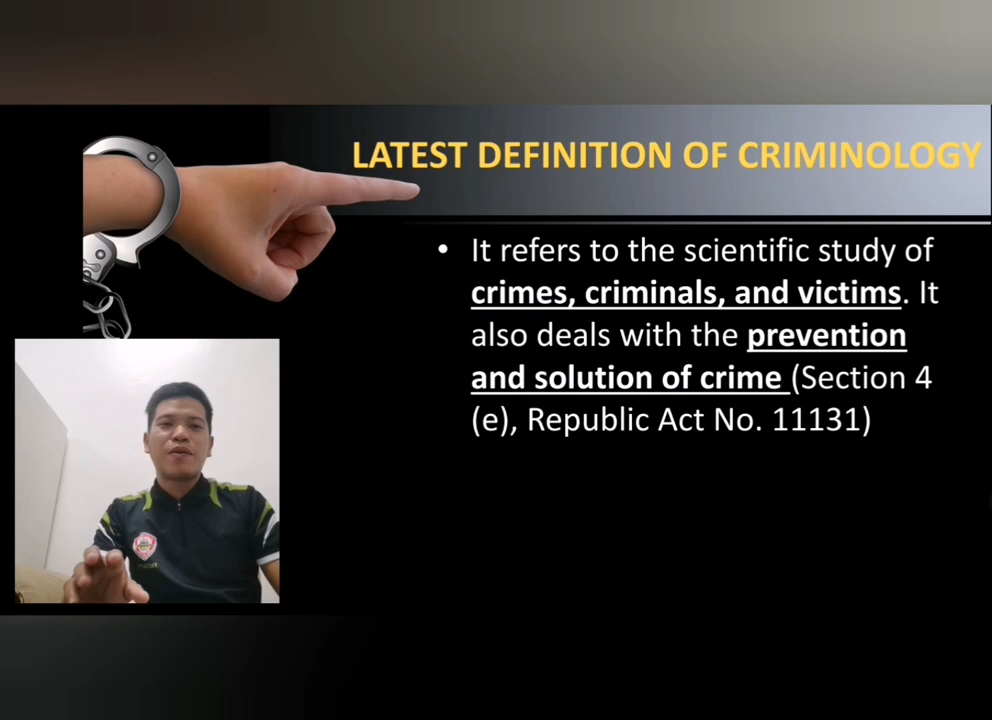 LATEST DEFINITION OF CRIMINOLOGY
• It refers to the scientific study of
crimes, criminals, and victims. It
also deals with the prevention
and solution of crime (Section 4
(e), Republic Act No. 11131)